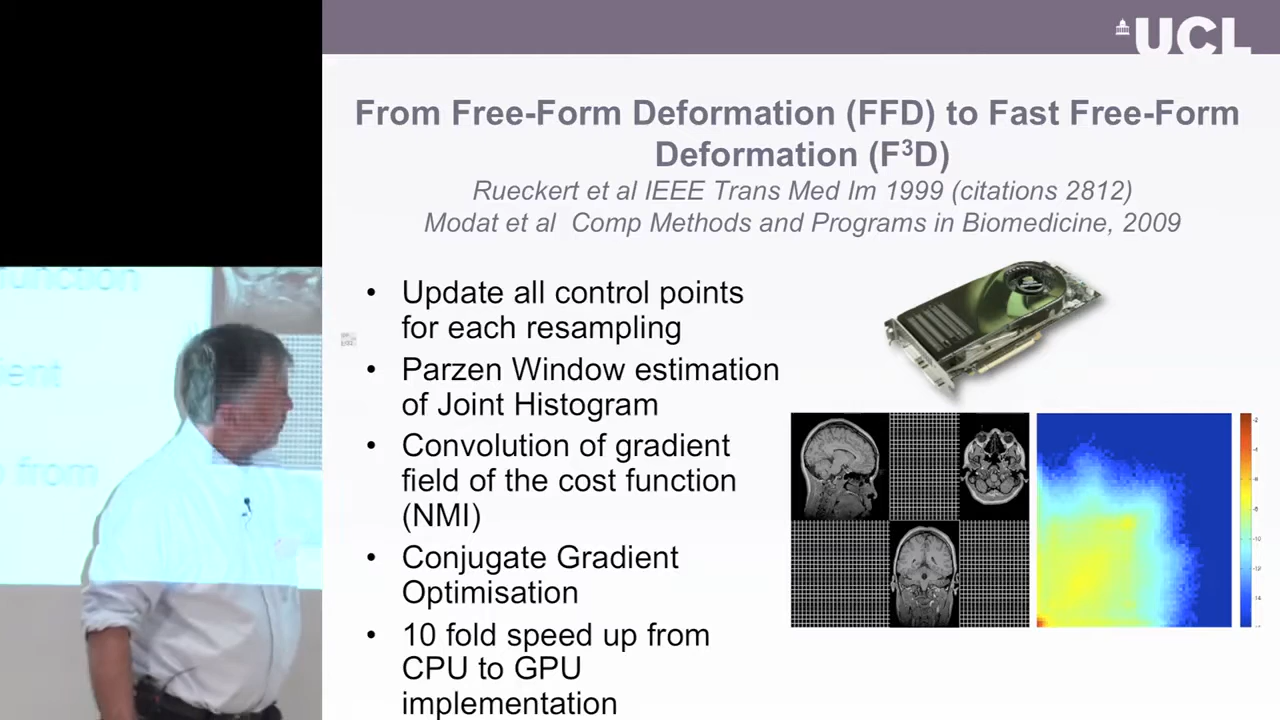 UCL
From Free-Form Deformation (FFD) to Fast Free-Form
Deformation (F³D)
Rueckert et al IEEE Trans Med Im 1999 (citations 2812)
Modat et al Comp Methods and Programs in Biomedicine, 2009
• Update all control points
for each resampling
• Parzen Window estimation
of Joint Histogram
• Convolution of gradient
field of the cost function
(NMI)
• Conjugate Gradient
Optimisation
• 10 fold speed up from
CPU to GPU
implementation
function
ient
p from